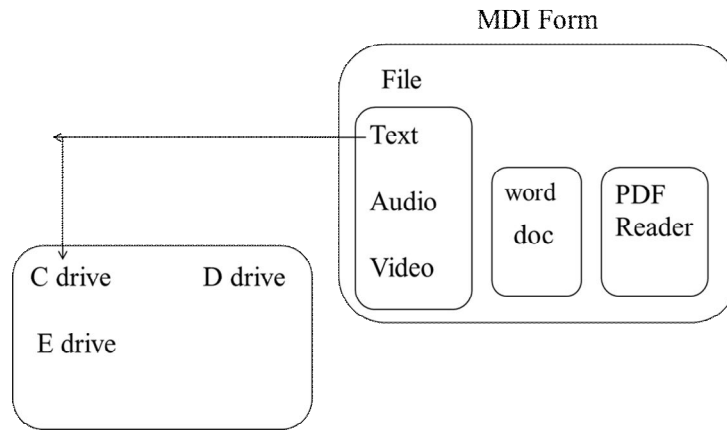 MDI Form
File
Text
Audio
Video
word
doc
PDF
Reader
C drive
D drive
E drive